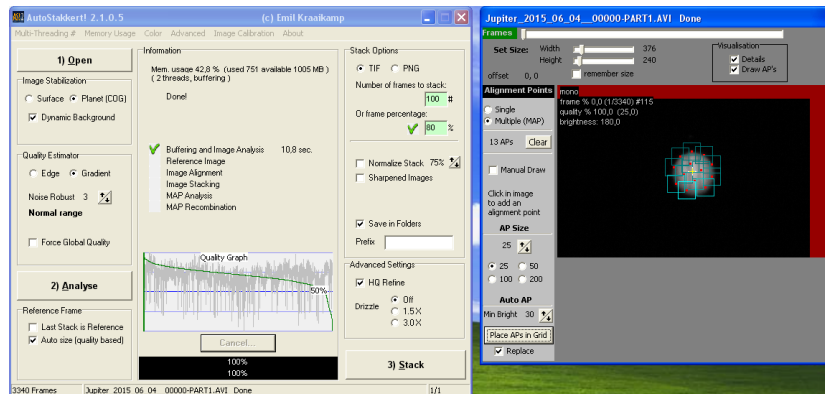 AutoStakkert! 2.1.0.5 (c) Emil Kraaikamp
Multi-Threading # Memory Usage Color Advanced Image Calibration About
1) Open
Image Stabilization
Surface Planet (COG)
Dynamic Background
Quality Estimator
Edge Gradient
Noise Robust 3
Normal range
Force Global Quality
2) Analyse
Reference Frame
Last Stack is Reference
Auto size (quality based)
Information
Mem. usage 42,8 % (used 751 available 1005 MB )
( 2 threads, buffering )
Done!
Buffering and Image Analysis 10,8 sec.
Reference Image
Image Alignment
Image Stacking
MAP Analysis
MAP Recombination
Quality Graph
50%
Cancel...
100%
100%
Stack Options
TIF PNG
Number of frames to stack:
100 #
Or frame percentage:
80 %
Normalize Stack 75%
Sharpened Images
Save in Folders
Prefix
Advanced Settings
HQ Refine
Drizzle Off
1.5 X
3.0 X
3) Stack
3340 Frames Jupiter_2015_06_04__00000-PART1.AVI Done 1/1
Jupiter_2015_06_04__00000-PART1.AVI Done
Frames
Set Size: Width 376
Height 240
offset 0, 0 remember size
Visualisation
Details
Draw AP's
Alignment Points
Single
Multiple (MAP)
13 APs Clear
Manual Draw
Click in image
to add an
alignment point
AP Size
25
25 50
100 200
Auto AP
Min Bright 30
Place APs in Grid
Replace
mono
frame % 0,0 (1/3340) #115
quality % 100,0 (25,0)
brightness: 180,0